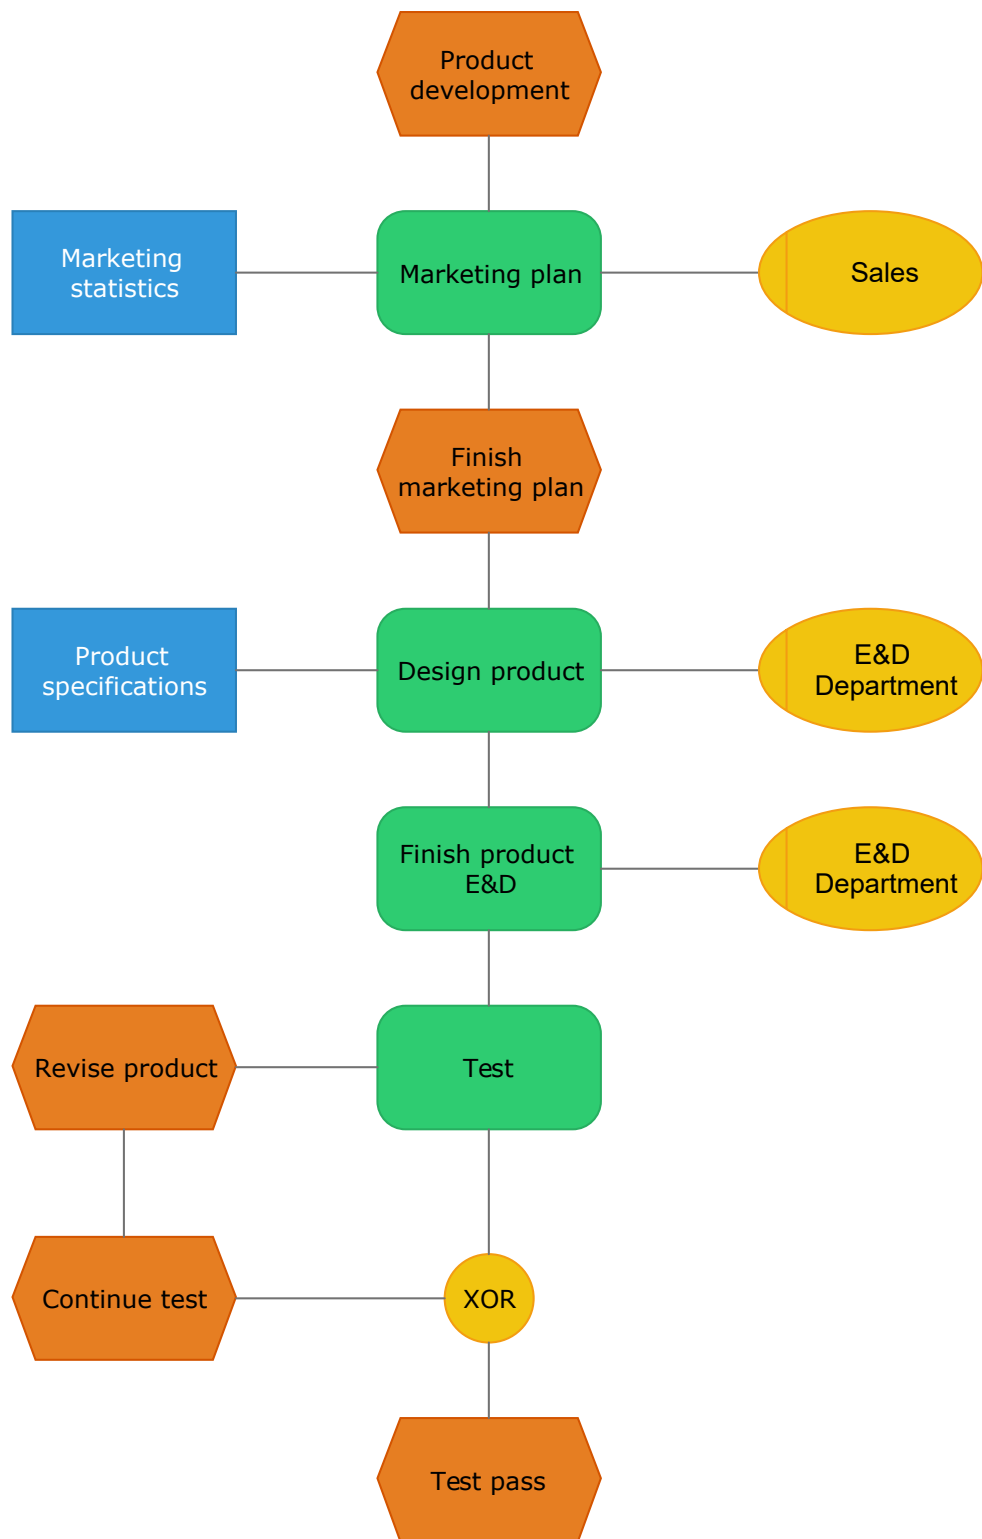 Product
development
Marketing
statistics
Marketing plan
Sales
Finish
marketing plan
Product
specifications
Design product
E&D
Department
Finish product
E&D
E&D
Department
Revise product
Test
Continue test
XOR
Test pass